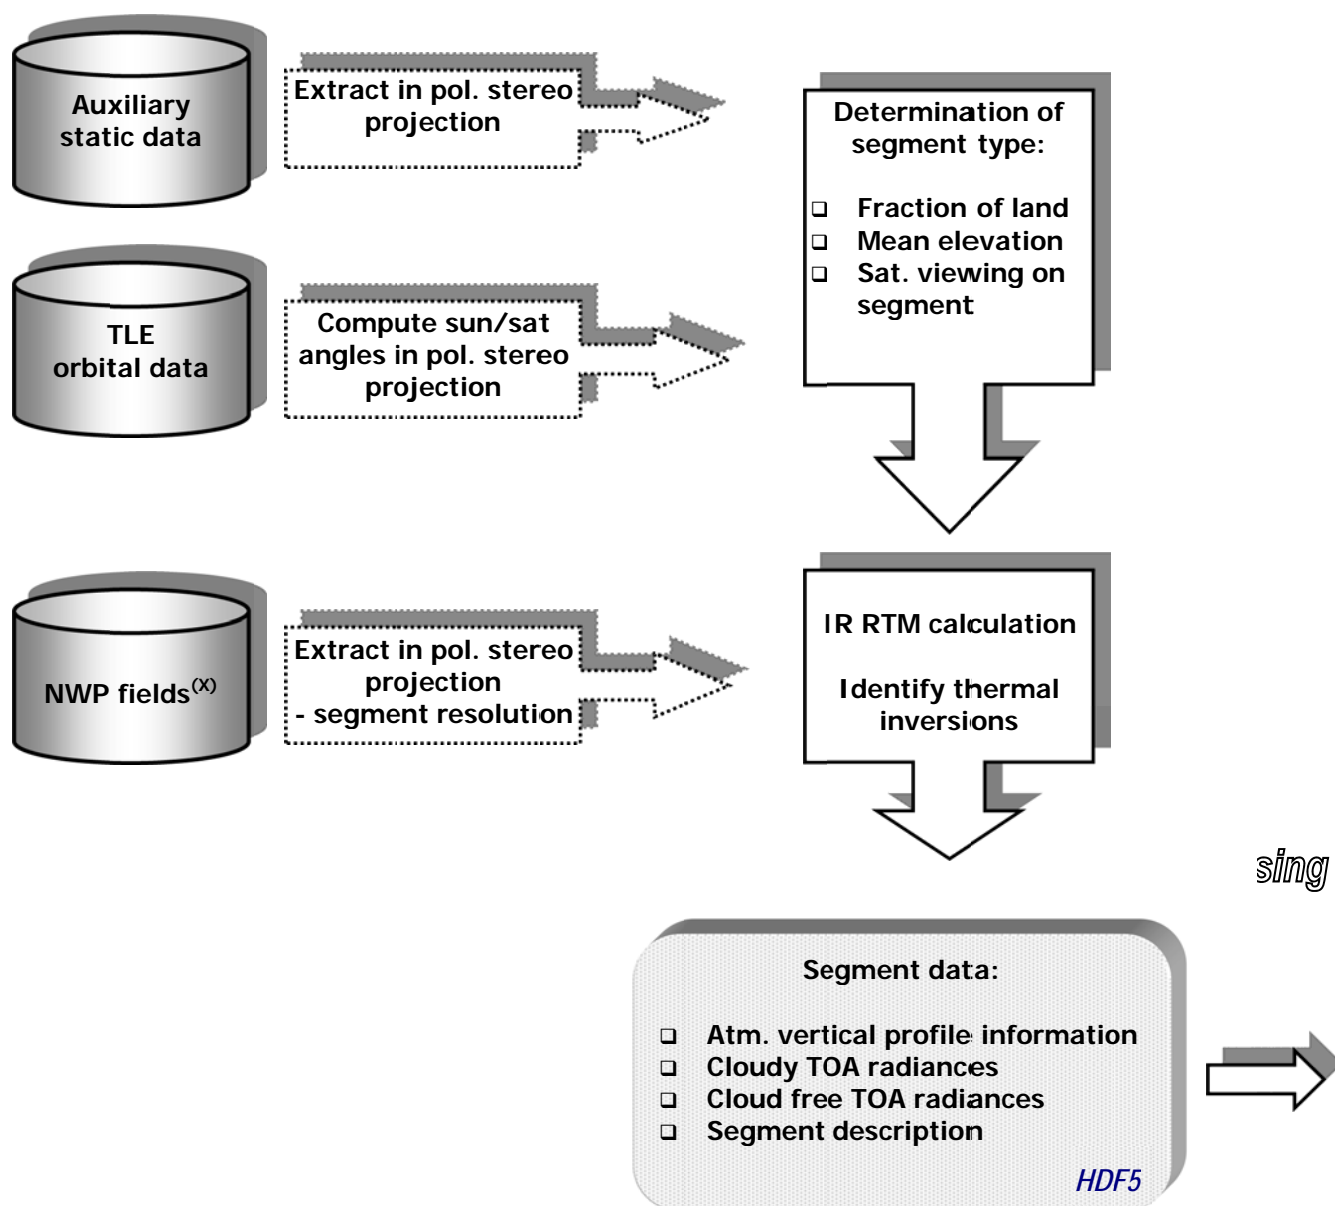 Auxiliary
static data
Extract in pol. stereo
projection
Determination of
segment type:
❑ Fraction of land
❑ Mean elevation
❑ Sat. viewing on
segment
TLE
orbital data
Compute sun/sat
angles in pol. stereo
projection
NWP fields(X)
Extract in pol. stereo
projection
- segment resolution
IR RTM calculation
Identify thermal
inversions
sing
Segment data:
❑ Atm. vertical profile information
❑ Cloudy TOA radiances
❑ Cloud free TOA radiances
❑ Segment description
HDF5